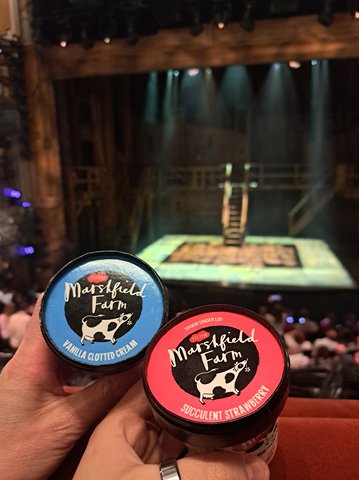 Marshfield
Farm
VANILLA CLOTTED CREAM
SPOON UNDER LID
Marshfield
Farm
SUCCULENT STRAWBERRY